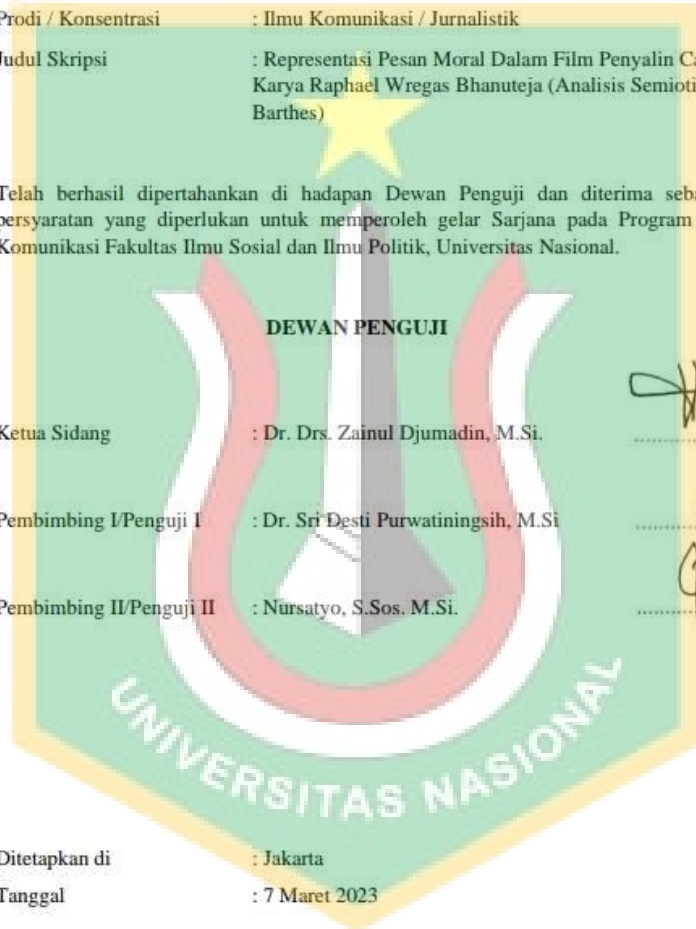 Prodi / Konsentrasi : Ilmu Komunikasi / Jurnalistik
Judul Skripsi : Representasi Pesan Moral Dalam Film Penyalin Ca
Karya Raphael Wregas Bhanuteja (Analisis Semioti
Barthes)
Telah berhasil dipertahankan di hadapan Dewan Penguji dan diterima seba
persyaratan yang diperlukan untuk memperoleh gelar Sarjana pada Program
Komunikasi Fakultas Ilmu Sosial dan Ilmu Politik, Universitas Nasional.
DEWAN PENGUJI
Ketua Sidang : Dr. Drs. Zainul Djumadin, M.Si. ..........
Pembimbing I/Penguji I : Dr. Sri Desti Purwatiningsih, M.Si ..........
Pembimbing II/Penguji II : Nursatyo, S.Sos. M.Si. ..........
UNIVERSITAS NASIONAL
Ditetapkan di : Jakarta
Tanggal : 7 Maret 2023